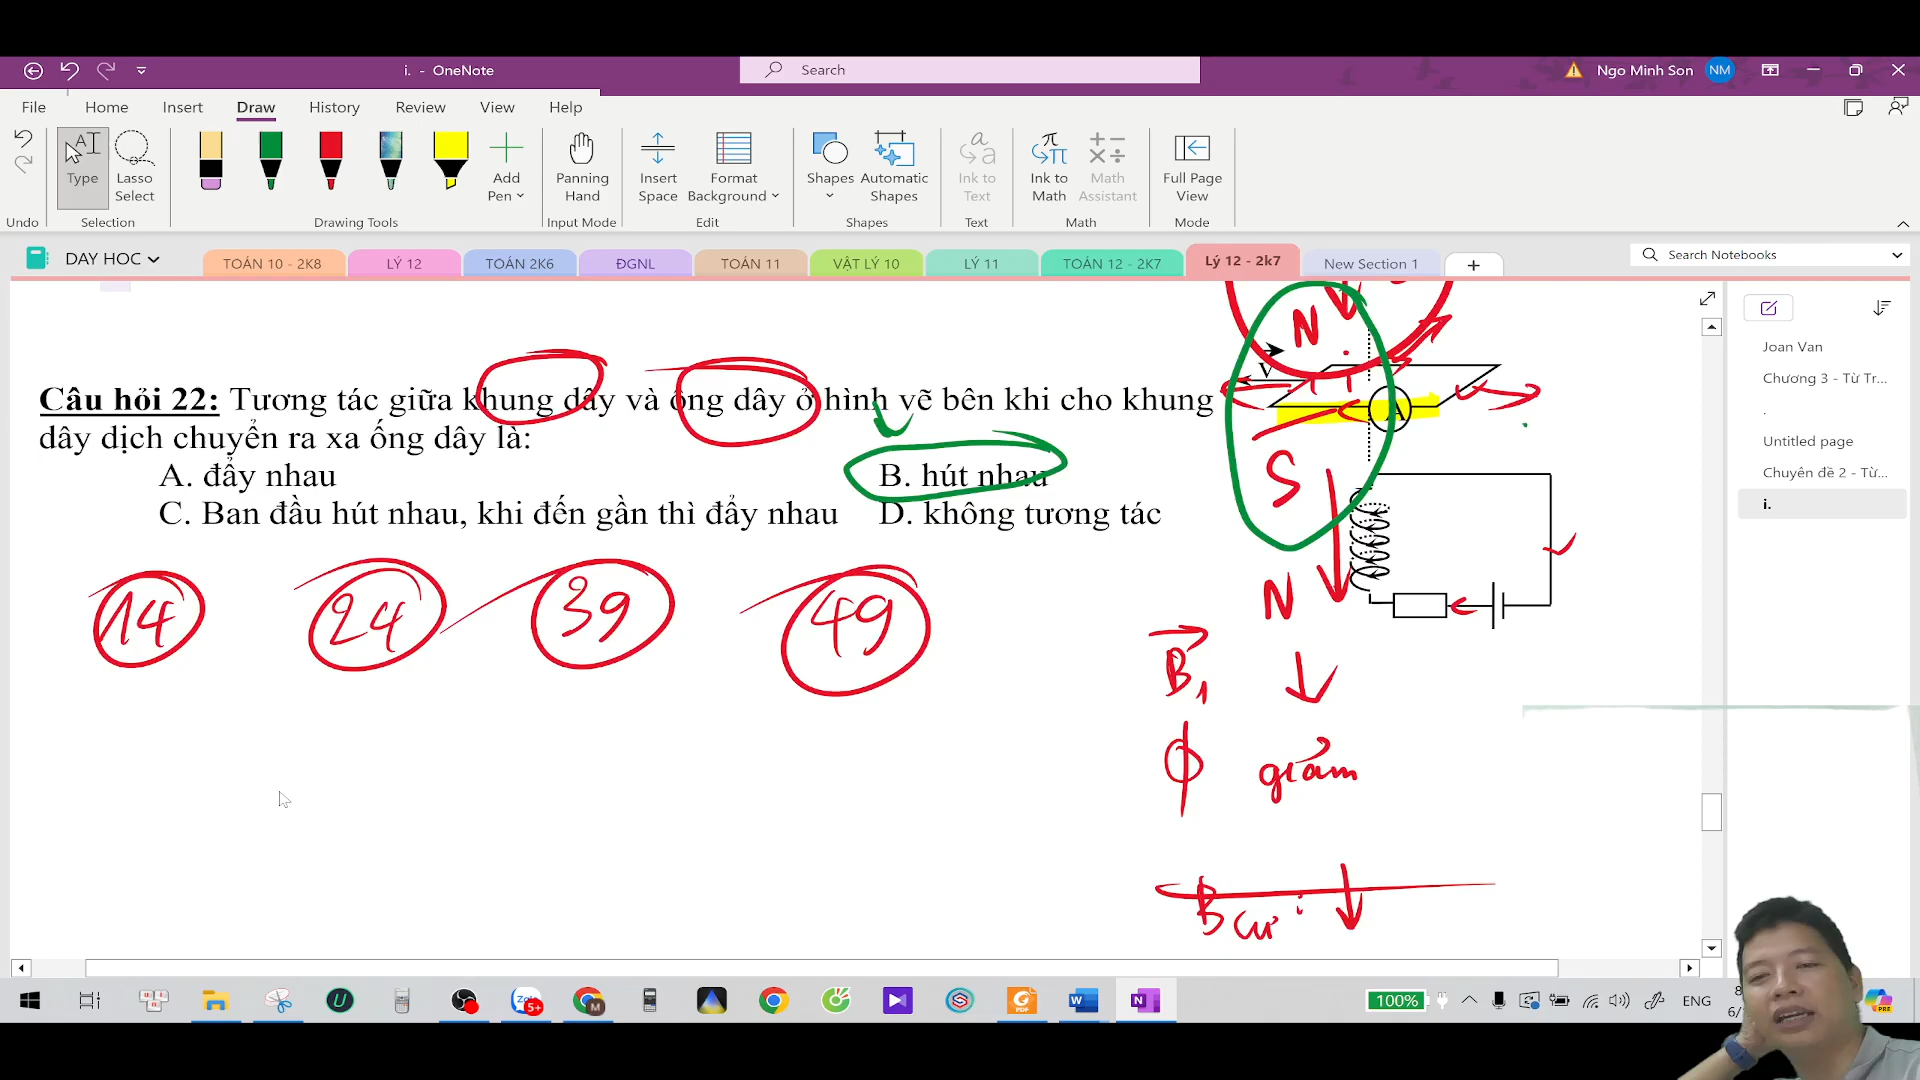 i. - OneNote
Search
Ngo Minh Son
NM
File Home Insert Draw History Review View Help
Type
Lasso Select
Add Pen
Panning Hand
Insert Space
Format Background
Shapes
Automatic Shapes
Ink to Text
Ink to Math
Math Assistant
Full Page View
Undo
Selection
Drawing Tools
Input Mode
Edit
Shapes
Text
Math
Mode
DAY HOC
TOÁN 10 - 2K8
LÝ 12
TOÁN 2K6
ĐGNL
TOÁN 11
VẬT LÝ 10
LÝ 11
TOÁN 12 - 2K7
Lý 12 - 2k7
New Section 1
Search Notebooks
Joan Van
Chương 3 - Từ Tr...
.
Untitled page
Chuyên đề 2 - Từ...
i.
N
v
Câu hỏi 22: Tương tác giữa khung dây và ống dây ở hình vẽ bên khi cho khung
A
dây dịch chuyển ra xa ống dây là:
A. đẩy nhau B. hút nhau
S
C. Ban đầu hút nhau, khi đến gần thì đẩy nhau D. không tương tác
14 24 39 49
N
B1
ɸ giảm
Bcư
100%
ENG